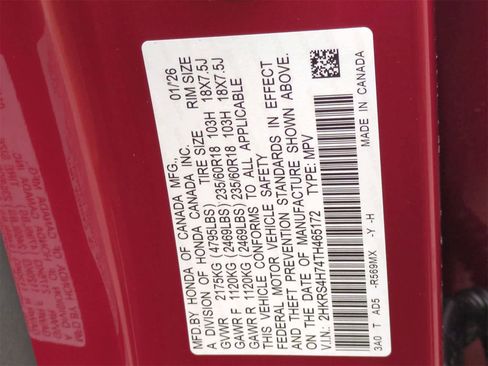 MFD.BY HONDA OF CANADA MFG., 01/26
A DIVISION OF HONDA CANADA INC.
TIRE SIZE RIM SIZE
GVWR 2175KG (4795LBS)
GAWR F 1120KG (2469LBS) 235/60R18 103H 18X7.5J
GAWR R 1120KG (2469LBS) 235/60R18 103H 18X7.5J
THIS VEHICLE CONFORMS TO ALL APPLICABLE
FEDERAL MOTOR VEHICLE SAFETY
AND THEFT PREVENTION STANDARDS IN EFFECT
ON THE DATE OF MANUFACTURE SHOWN ABOVE.
V.I.N.: 2HKRS4H74TH465172 TYPE: MPV
3A0 T AD5 -R569MX -Y -H MADE IN CANADA